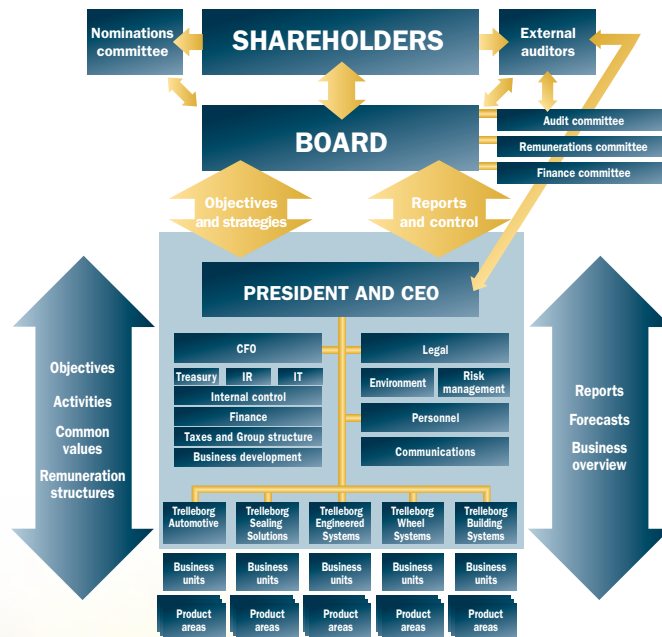 Nominations
committee
SHAREHOLDERS
External
auditors
BOARD
Audit committee
Remunerations committee
Finance committee
Objectives
and strategies
Reports
and control
PRESIDENT AND CEO
CFO
Legal
Treasury
IR
IT
Environment
Risk
management
Internal control
Finance
Personnel
Taxes and Group structure
Business development
Communications
Objectives
Activities
Common
values
Remuneration
structures
Reports
Forecasts
Business
overview
Trelleborg
Automotive
Trelleborg
Sealing
Solutions
Trelleborg
Engineered
Systems
Trelleborg
Wheel
Systems
Trelleborg
Building
Systems
Business
units
Business
units
Business
units
Business
units
Business
units
Product
areas
Product
areas
Product
areas
Product
areas
Product
areas